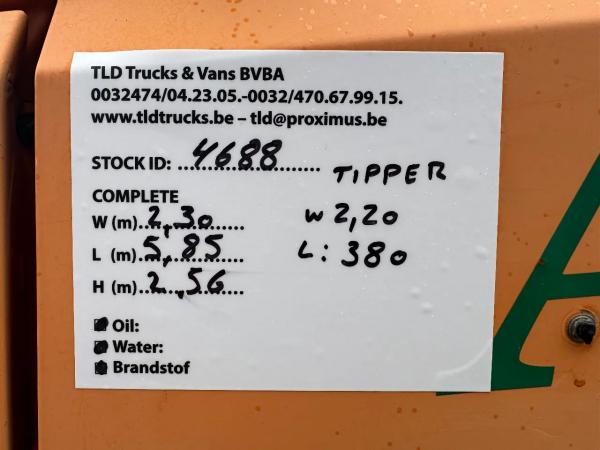 TLD Trucks & Vans BVBA
0032474/04.23.05.-0032/470.67.99.15.
www.tldtrucks.be – tld@proximus.be
STOCK ID: 4688
TIPPER
COMPLETE
W (m) 2,30
W 2,20
L (m) 5,85
L: 380
H (m) 2,56
Oil:
Water:
Brandstof
A